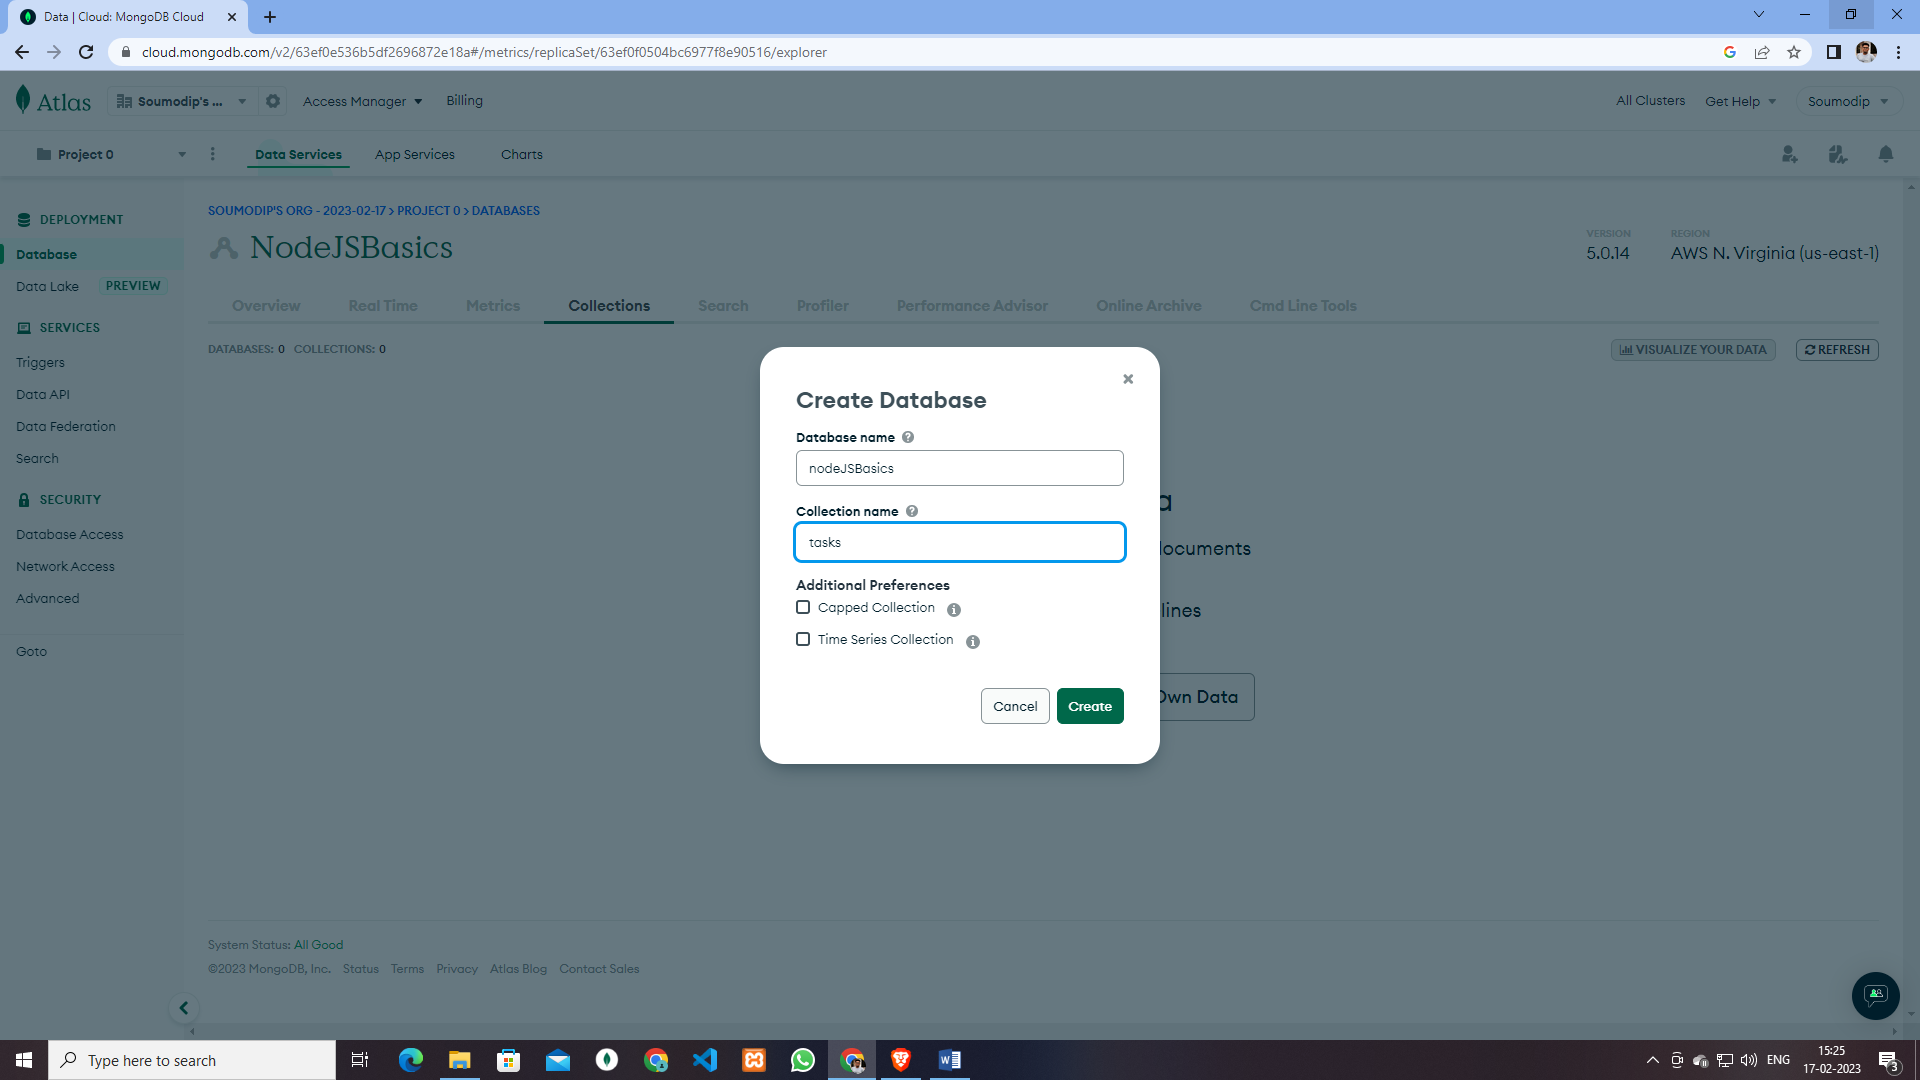 Data | Cloud: MongoDB Cloud
cloud.mongodb.com/v2/63ef0e536b5df2696872e18a#/metrics/replicaSet/63ef0f0504bc6977f8e90516/explorer
Atlas
Soumodip's ...
Access Manager
Billing
All Clusters
Get Help
Soumodip
Project 0
Data Services
App Services
Charts
DEPLOYMENT
Database
Data Lake PREVIEW
SERVICES
Triggers
Data API
Data Federation
Search
SECURITY
Database Access
Network Access
Advanced
Goto
SOUMODIP'S ORG - 2023-02-17 > PROJECT 0 > DATABASES
NodeJSBasics
VERSION
5.0.14
REGION
AWS N. Virginia (us-east-1)
Overview Real Time Metrics Collections Search Profiler Performance Advisor Online Archive Cmd Line Tools
DATABASES: 0 COLLECTIONS: 0
VISUALIZE YOUR DATA
REFRESH
Create Database
Database name
nodeJSBasics
Collection name
tasks
Additional Preferences
Capped Collection
Time Series Collection
Cancel
Create
a
documents
lines
Own Data
System Status: All Good
©2023 MongoDB, Inc. Status Terms Privacy Atlas Blog Contact Sales
Type here to search
ENG
15:25
17-02-2023
3